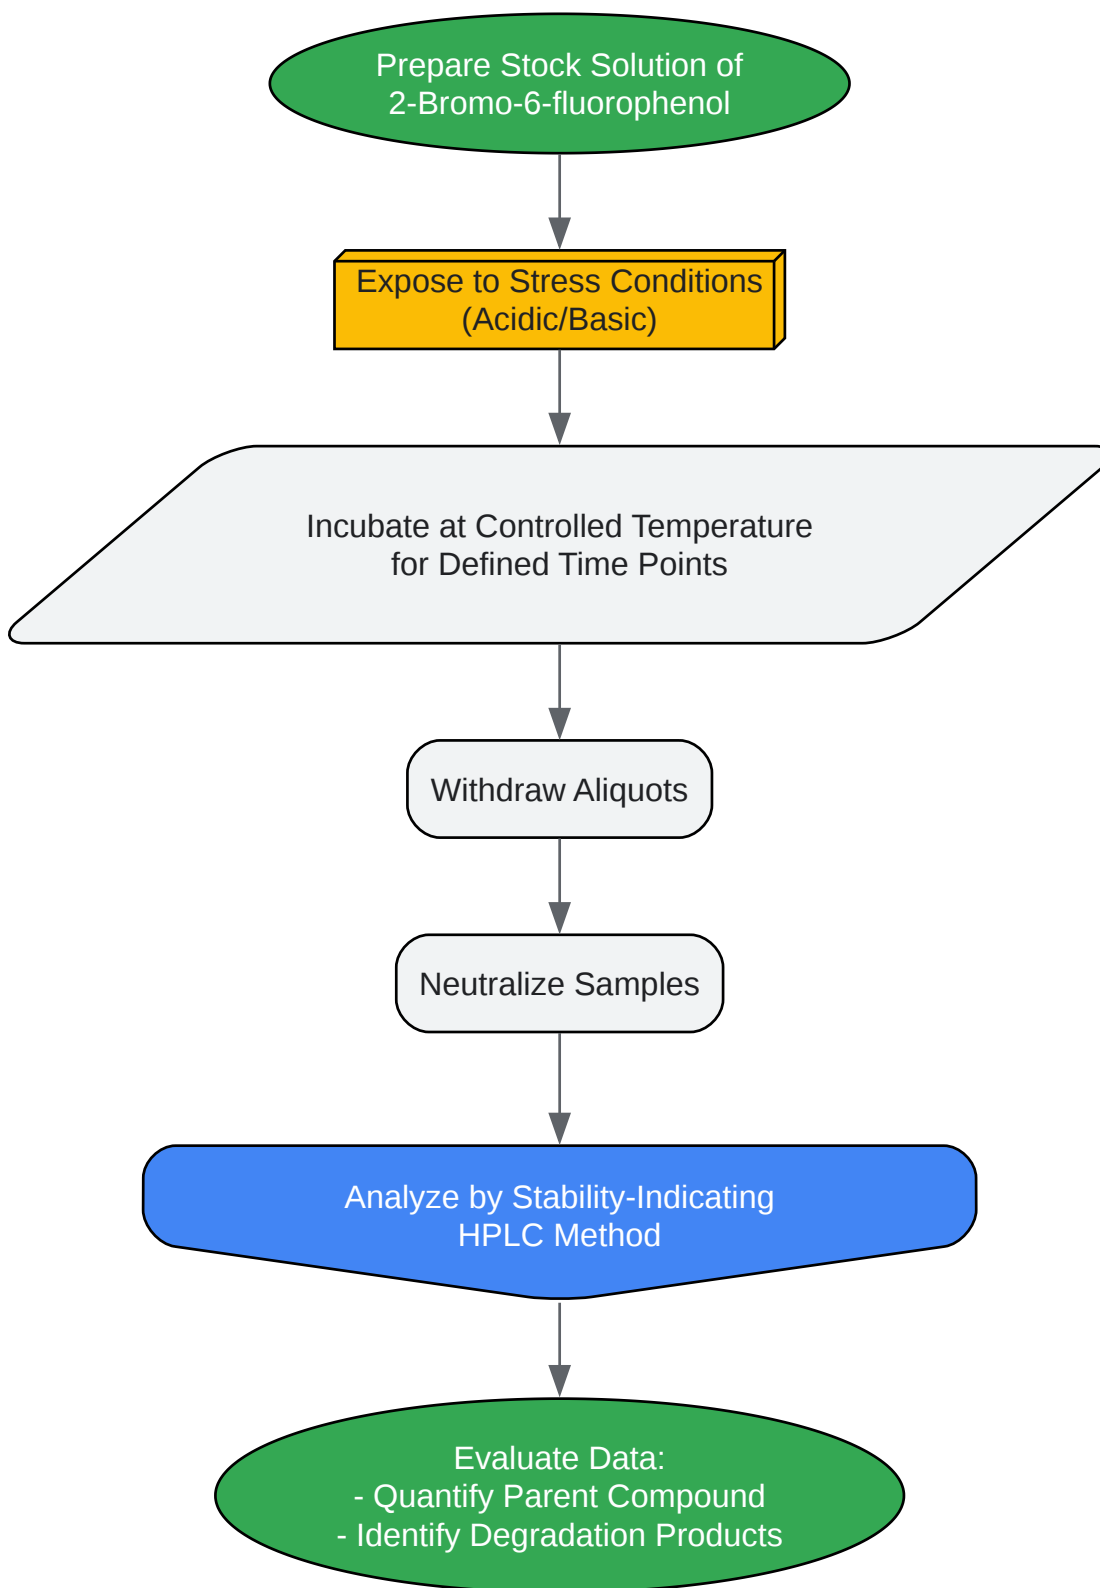 Prepare Stock Solution of
2-Bromo-6-fluorophenol
Expose to Stress Conditions
(Acidic/Basic)
Incubate at Controlled Temperature
for Defined Time Points
Withdraw Aliquots
Neutralize Samples
Analyze by Stability-Indicating
HPLC Method
Evaluate Data:
- Quantify Parent Compound
- Identify Degradation Products